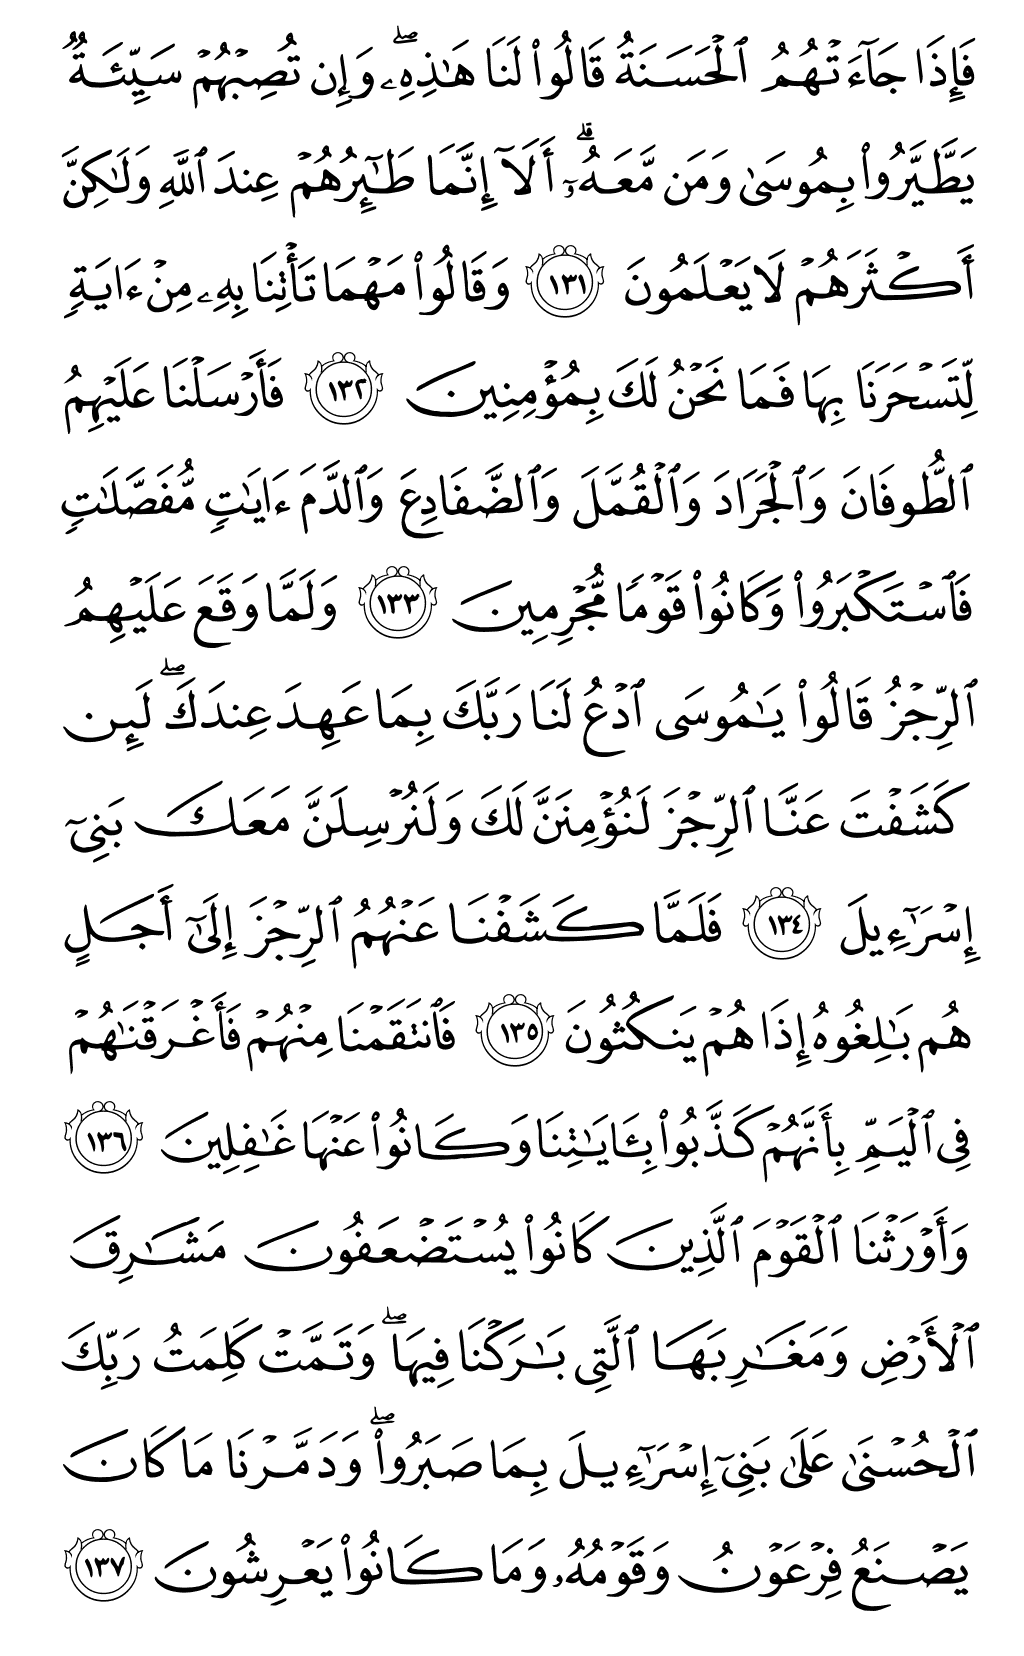 فَإِذَا جَآءَتْهُمُ ٱلْحَسَنَةُ قَالُوا۟ لَنَا هَـٰذِهِۦ ۖ وَإِن تُصِبْهُمْ سَيِّئَةٌ
يَطَّيَّرُوا۟ بِمُوسَىٰ وَمَن مَّعَهُۥٓ ۗ أَلَآ إِنَّمَا طَـٰٓئِرُهُمْ عِندَ ٱللَّهِ وَلَـٰكِنَّ
أَكْثَرَهُمْ لَا يَعْلَمُونَ ١٣١ وَقَالُوا۟ مَهْمَا تَأْتِنَا بِهِۦ مِنْ ءَايَةٍ
لِّتَسْحَرَنَا بِهَا فَمَا نَحْنُ لَكَ بِمُؤْمِنِينَ ١٣٢ فَأَرْسَلْنَا عَلَيْهِمُ
ٱلطُّوفَانَ وَٱلْجَرَادَ وَٱلْقُمَّلَ وَٱلضَّفَادِعَ وَٱلدَّمَ ءَايَـٰتٍ مُّفَصَّلَـٰتٍ
فَٱسْتَكْبَرُوا۟ وَكَانُوا۟ قَوْمًا مُّجْرِمِينَ ١٣٣ وَلَمَّا وَقَعَ عَلَيْهِمُ
ٱلرِّجْزُ قَالُوا۟ يَـٰمُوسَى ٱدْعُ لَنَا رَبَّكَ بِمَا عَهِدَ عِندَكَ ۖ لَئِن
كَشَفْتَ عَنَّا ٱلرِّجْزَ لَنُؤْمِنَنَّ لَكَ وَلَنُرْسِلَنَّ مَعَكَ بَنِىٓ
إِسْرَٰٓءِيلَ ١٣٤ فَلَمَّا كَشَفْنَا عَنْهُمُ ٱلرِّجْزَ إِلَىٰٓ أَجَلٍ
هُم بَـٰلِغُوهُ إِذَا هُمْ يَنكُثُونَ ١٣٥ فَٱنتَقَمْنَا مِنْهُمْ فَأَغْرَقْنَـٰهُمْ
فِى ٱلْيَمِّ بِأَنَّهُمْ كَذَّبُوا۟ بِـَٔايَـٰتِنَا وَكَانُوا۟ عَنْهَا غَـٰفِلِينَ ١٣٦
وَأَوْرَثْنَا ٱلْقَوْمَ ٱلَّذِينَ كَانُوا۟ يُسْتَضْعَفُونَ مَشَـٰرِقَ
ٱلْأَرْضِ وَمَغَـٰرِبَهَا ٱلَّتِى بَـٰرَكْنَا فِيهَا ۖ وَتَمَّتْ كَلِمَتُ رَبِّكَ
ٱلْحُسْنَىٰ عَلَىٰ بَنِىٓ إِسْرَٰٓءِيلَ بِمَا صَبَرُوا۟ ۖ وَدَمَّرْنَا مَا كَانَ
يَصْنَعُ فِرْعَوْنُ وَقَوْمُهُۥ وَمَا كَانُوا۟ يَعْرِشُونَ ١٣٧